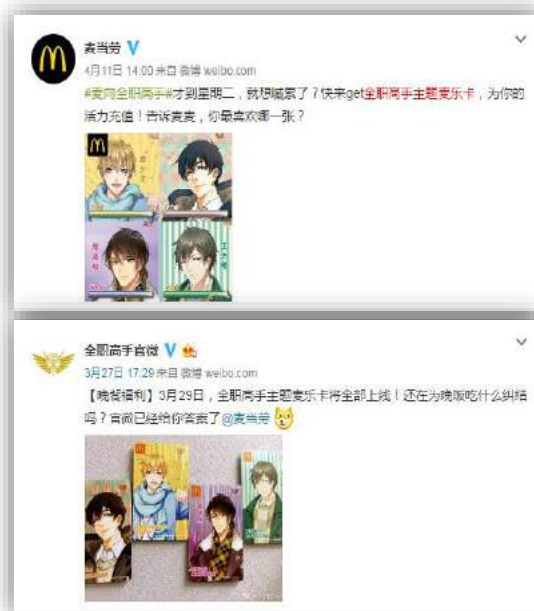 麦当劳 V
4月11日 14:00 来自 微博 weibo.com
#麦向全职高手#才到星期二，就想喊累了？快来get全职高手主题麦乐卡，为你的
活力充值！告诉麦麦，你最喜欢哪一张？
全职高手官微 V
3月27日 17:29 来自 微博 weibo.com
【晚餐福利】3月29日，全职高手主题麦乐卡将全部上线！还在为晚饭吃什么纠结
吗？官微已经给你答案了@麦当劳